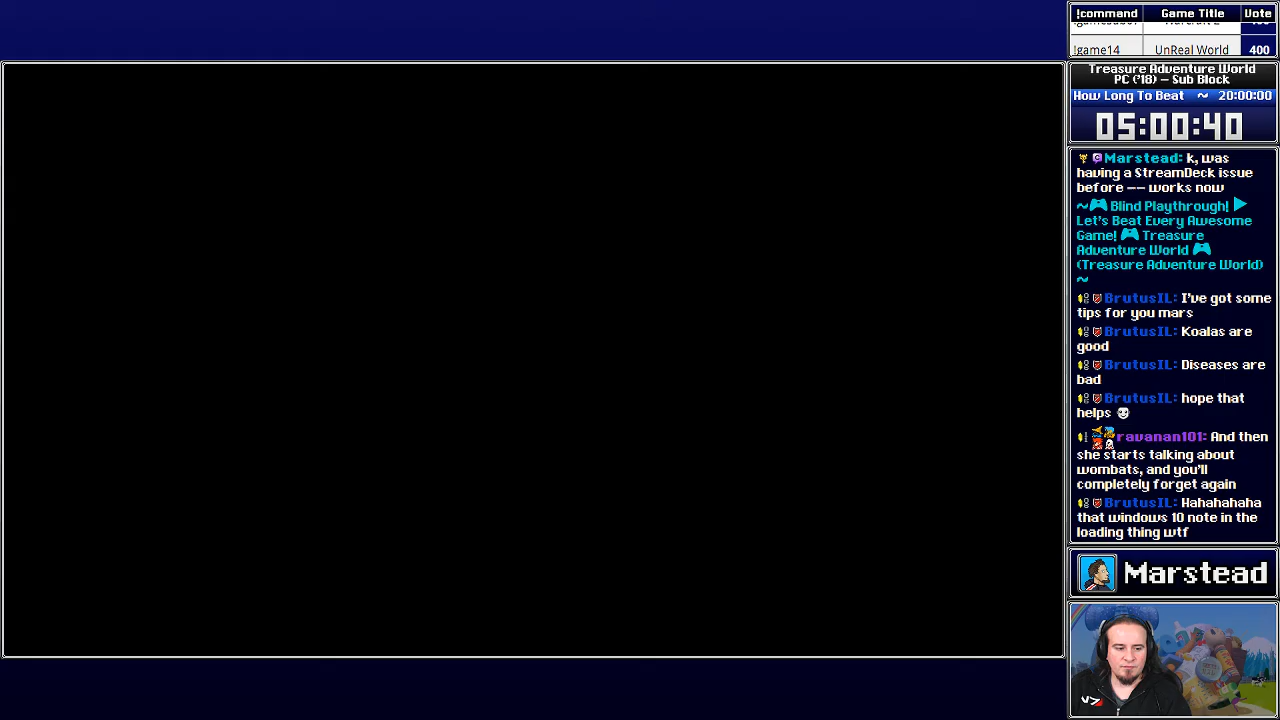 !command Game Title Vote
!game14 UnReal World 400
Treasure Adventure World
PC ('18) – Sub Block
How Long To Beat ~ 20:00:00
05:00:40
Marstead: k, was
having a StreamDeck issue
before -- works now
~🎮 Blind Playthrough! ▶
Let's Beat Every Awesome
Game! 🎮 Treasure
Adventure World 🎮
(Treasure Adventure World)
~
BrutusIL: I've got some
tips for you mars
BrutusIL: Koalas are
good
BrutusIL: Diseases are
bad
BrutusIL: hope that
helps
ravanan101: And then
she starts talking about
wombats, and you'll
completely forget again
BrutusIL: Hahahahaha
that windows 10 note in the
loading thing wtf
Marstead